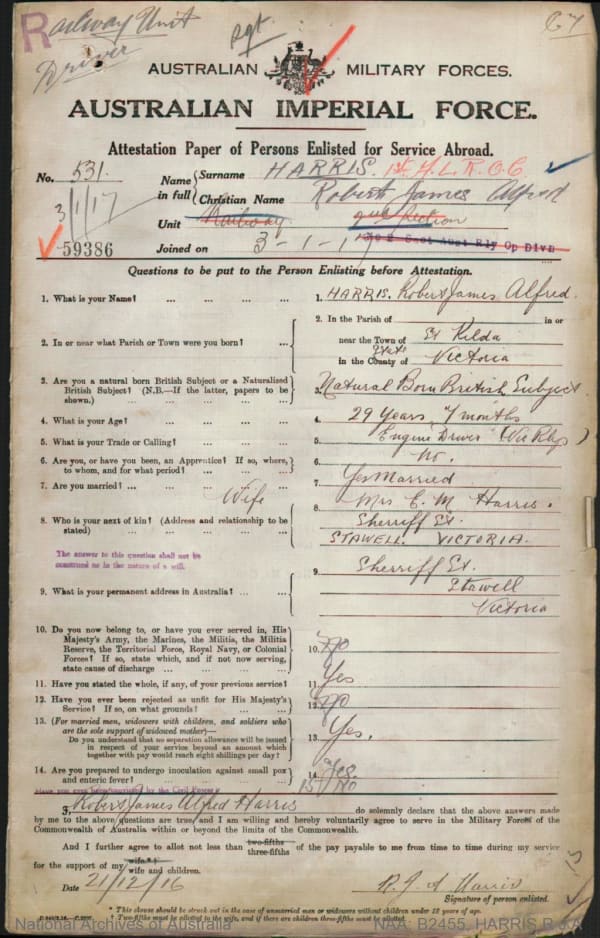 Railway Unit
Driver
Sgt.
67
AUSTRALIAN MILITARY FORCES.
AUSTRALIAN IMPERIAL FORCE.
Attestation Paper of Persons Enlisted for Service Abroad.
No. 531.
3/1/17
59386
Name in full { Surname HARRIS. 1st A.L.R.O.C.
Christian Name Robert James Alfred
Unit Railway Section
Joined on 3-1-17 Rly Op Divn
Questions to be put to the Person Enlisting before Attestation.
1. What is your Name? ... ... ... ... 1. HARRIS. Robert James Alfred.
2. In or near what Parish or Town were you born? ...
2. In the Parish of in or
near the Town of St Kilda
in the County of State Victoria
3. Are you a natural born British Subject or a Naturalized
British Subject? (N.B.—If the latter, papers to be
shown.) ... ... ... ...
3. Natural Born British Subject
4. What is your Age? ... ... ... ... 4. 29 Years 7 months
5. What is your Trade or Calling? ... ... ... 5. Engine Driver (Vic Rlys)
6. Are you, or have you been, an Apprentice? If so, where,
to whom, and for what period? ... ... ...
6. No.
7. Are you married? ... ... ... ... 7. Yes Married
Wife
8. Who is your next of kin? (Address and relationship to be
stated) ... ... ... ...
8. Mrs E. M Harris.
Sherriff St.
STAWELL. VICTORIA.
The answer to this question shall not be
construed as in the nature of a will.
9. What is your permanent address in Australia? ... ...
9. Sherriff St.
Stawell
Victoria
10. Do you now belong to, or have you ever served in, His
Majesty's Army, the Marines, the Militia, the Militia
Reserve, the Territorial Force, Royal Navy, or Colonial
Forces? If so, state which, and if not now serving,
state cause of discharge ... ... ...
10. No
11. Have you stated the whole, if any, of your previous service? 11. Yes
12. Have you ever been rejected as unfit for His Majesty's
Service? If so, on what grounds? ... ...
12. No
13. (For married men, widowers with children, and soldiers who
are the sole support of widowed mother)—
Do you understand that no separation allowance will be issued
in respect of your service beyond an amount which
together with pay would reach eight shillings per day?
13. Yes.
14. Are you prepared to undergo inoculation against small pox
and enteric fever? ... ... ...
14. Yes.
15 No
I, Robert James Alfred Harris do solemnly declare that the above answers made
by me to the above questions are true, and I am willing and hereby voluntarily agree to serve in the Military Forces of the
Commonwealth of Australia within or beyond the limits of the Commonwealth.
And I further agree to allot not less than two-fifths three-fifths of the pay payable to me from time to time during my service
for the support of my wife.* wife and children.
Date 21/12/16
R. J. A Harris
Signature of person enlisted.
* This clause should be struck out in the case of unmarried men or widowers without children under 18 years of age.
† Two-fifths must be allotted to the wife, and if there are children three-fifths must be allotted.
National Archives of Australia
NAA: B2455, HARRIS R J A